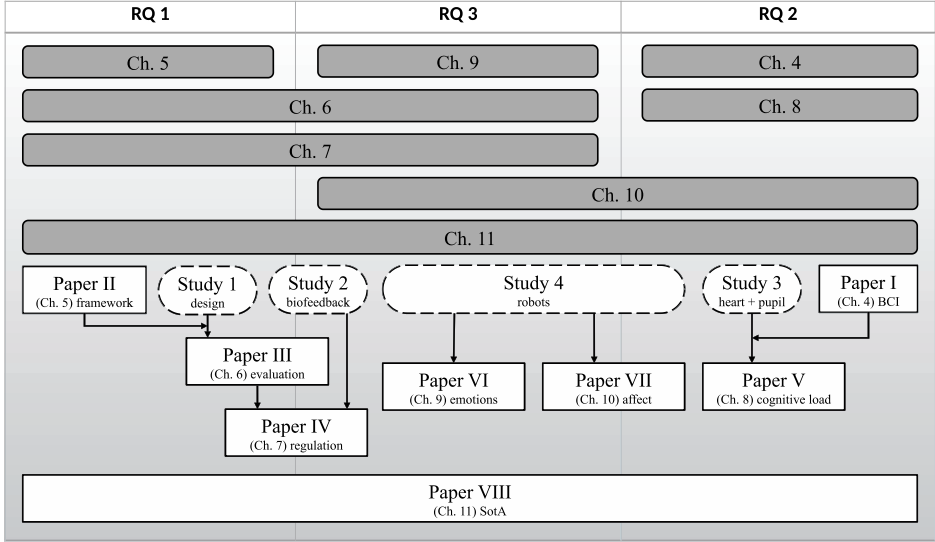 RQ 1
RQ 3
RQ 2
Ch. 5
Ch. 9
Ch. 4
Ch. 6
Ch. 8
Ch. 7
Ch. 10
Ch. 11
Paper II
(Ch. 5) framework
Study 1
design
Study 2
biofeedback
Study 4
robots
Study 3
heart + pupil
Paper I
(Ch. 4) BCI
Paper III
(Ch. 6) evaluation
Paper VI
(Ch. 9) emotions
Paper VII
(Ch. 10) affect
Paper V
(Ch. 8) cognitive load
Paper IV
(Ch. 7) regulation
Paper VIII
(Ch. 11) SotA